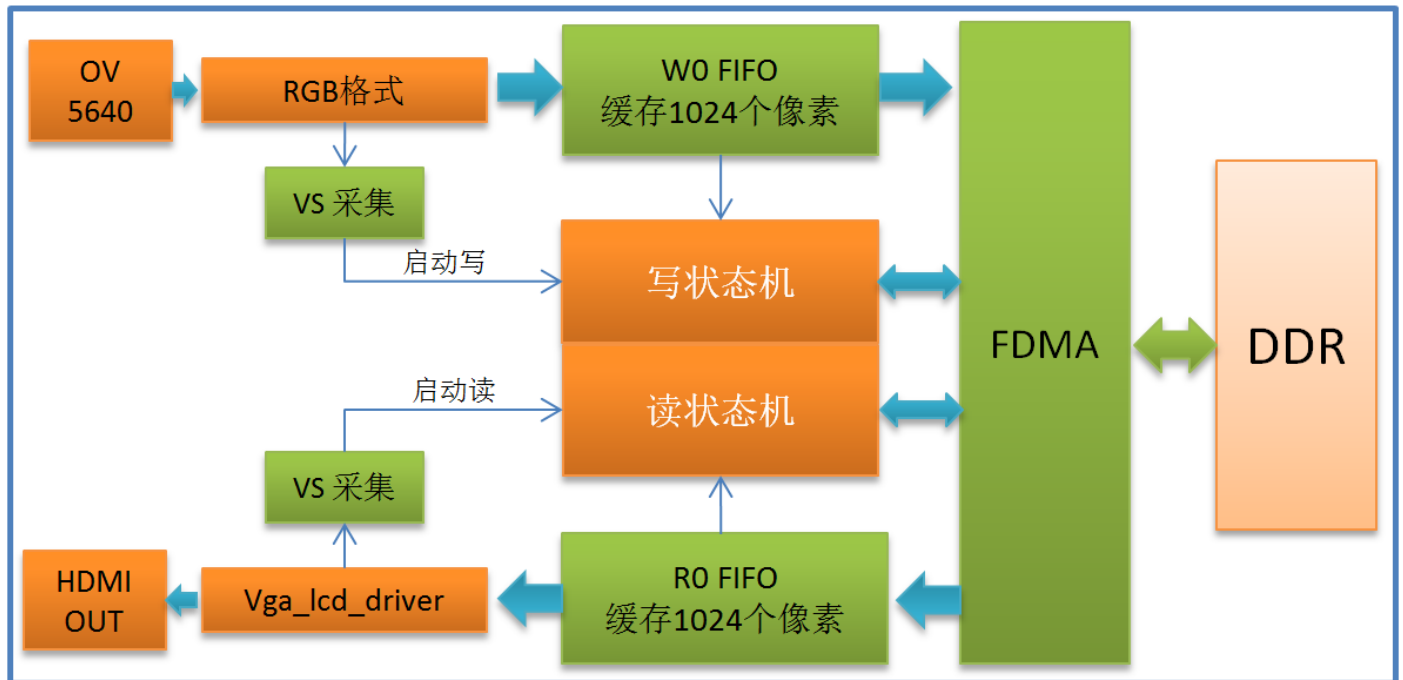 OV
5640
RGB格式
W0 FIFO
缓存1024个像素
VS 采集
启动写
写状态机
FDMA
DDR
启动读
读状态机
VS 采集
HDMI
OUT
Vga_lcd_driver
R0 FIFO
缓存1024个像素